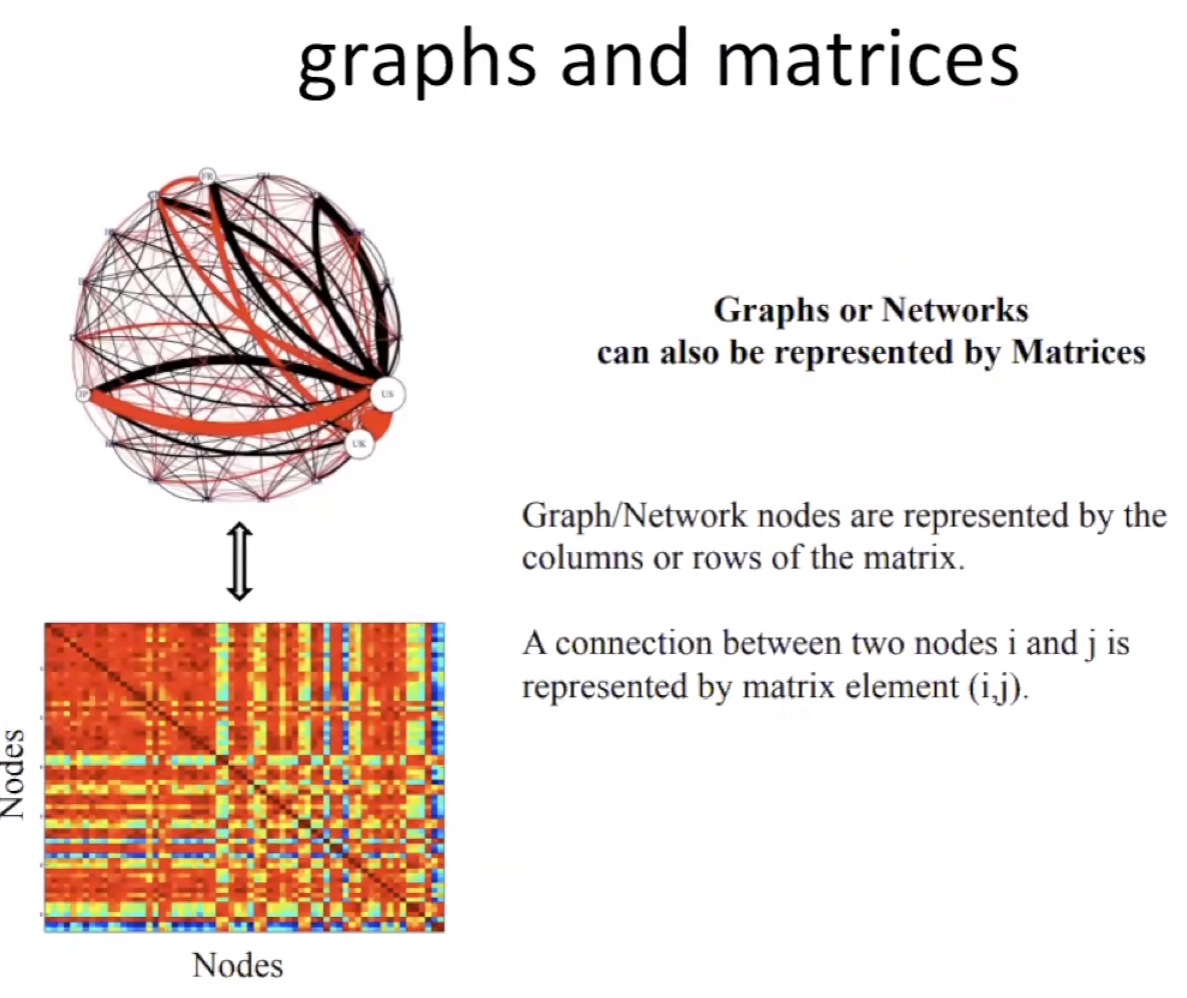 graphs and matrices
FR
JP
US
UK
Graphs or Networks
can also be represented by Matrices
Graph/Network nodes are represented by the
columns or rows of the matrix.
A connection between two nodes i and j is
represented by matrix element (i,j).
Nodes
Nodes